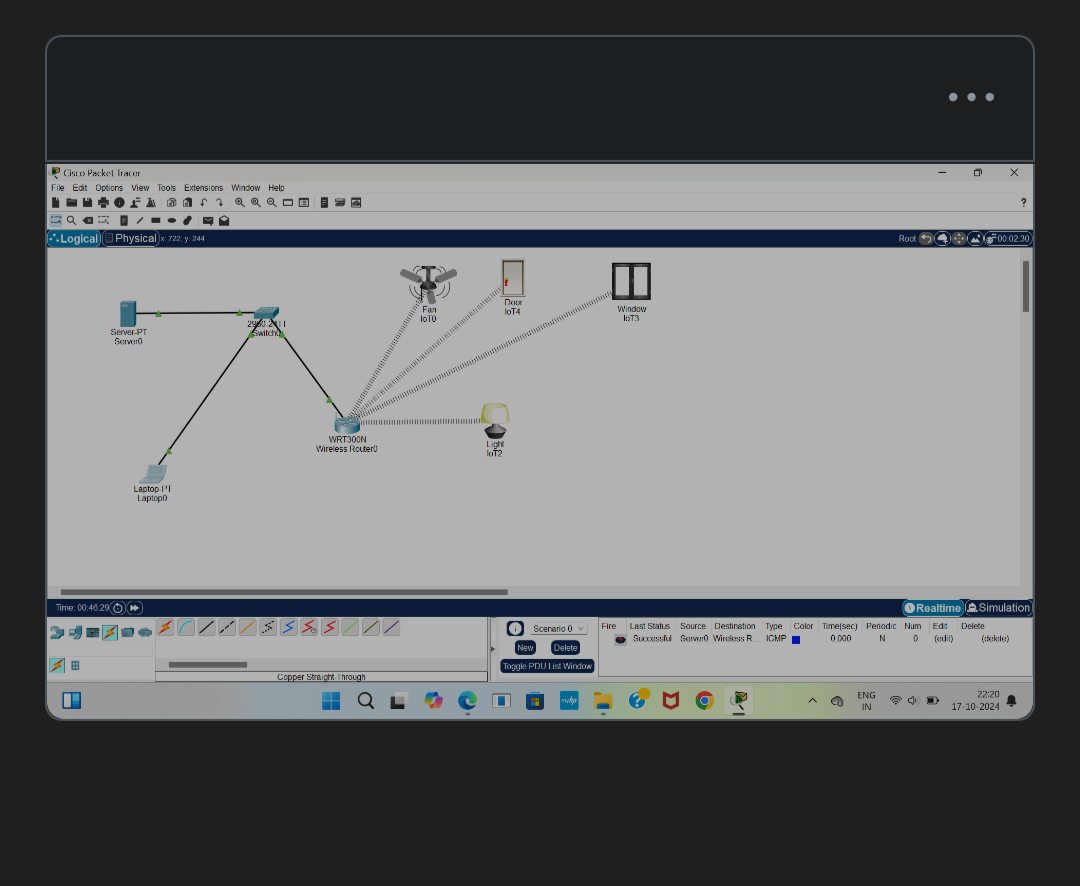 Cisco Packet Tracer
File Edit Options View Tools Extensions Window Help
?
Logical Physical x: 722, y: 244 Root 00:02:30
Fan
IoT0
Door
IoT4
Window
IoT3
Server-PT
Server0
2960-24TT
Switch0
WRT300N
Wireless Router0
Light
IoT2
Laptop-PT
Laptop0
Time: 00:46:29 Realtime Simulation
Scenario 0
New Delete
Toggle PDU List Window
Fire Last Status Source Destination Type Color Time(sec) Periodic Num Edit Delete
Successful Server0 Wireless R... ICMP 0.000 N 0 (edit) (delete)
Copper Straight-Through
ENG
IN
22:20
17-10-2024